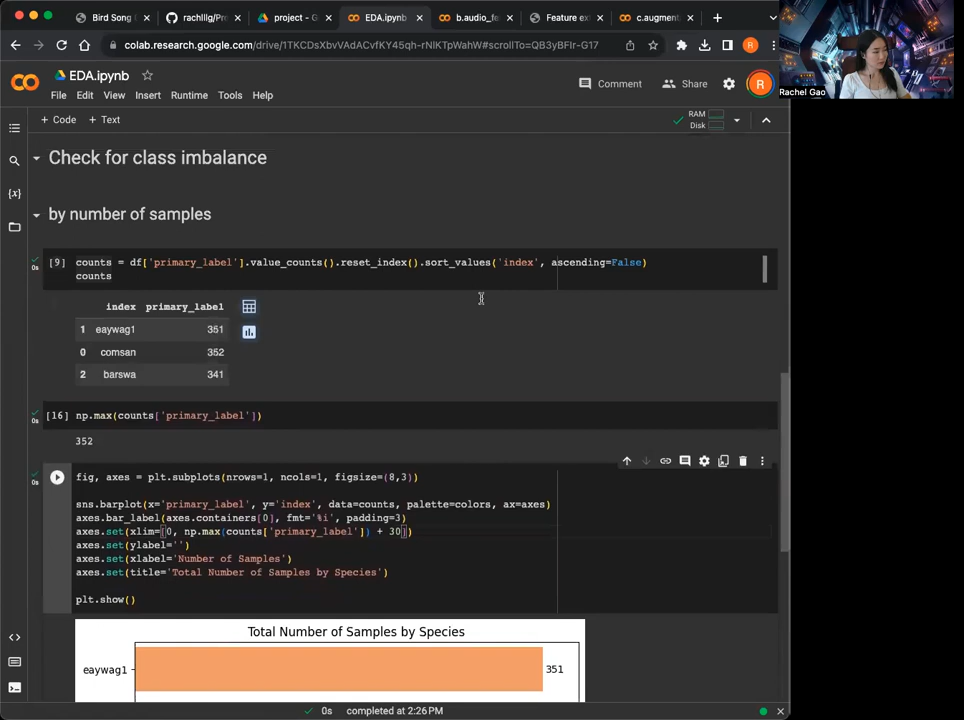 Bird Song C
rachlllg/Proj
project - G
EDA.ipynb
b.audio_fe
Feature ex
c.augment
colab.research.google.com/drive/1TKCDsXbvVADACvfKY45qh-rNlKTpWahW#scrollTo=QB3yBFIr-G17
R
Rachel Gao
CO
EDA.ipynb
File Edit View Insert Runtime Tools Help
Comment
Share
R
+ Code + Text
RAM
Disk
Check for class imbalance
by number of samples
0s
[9] counts = df['primary_label'].value_counts().reset_index().sort_values('index', ascending=False)
counts
index primary_label
1 eaywag1 351
0 comsan 352
2 barswa 341
0s
[16] np.max(counts['primary_label'])
352
0s
fig, axes = plt.subplots(nrows=1, ncols=1, figsize=(8,3))
sns.barplot(x='primary_label', y='index', data=counts, palette=colors, ax=axes)
axes.bar_label(axes.containers[0], fmt='%i', padding=3)
axes.set(xlim=[0, np.max(counts['primary_label']) + 30])
axes.set(ylabel='')
axes.set(xlabel='Number of Samples')
axes.set(title='Total Number of Samples by Species')
plt.show()
Total Number of Samples by Species
eaywag1
351
0s completed at 2:26PM